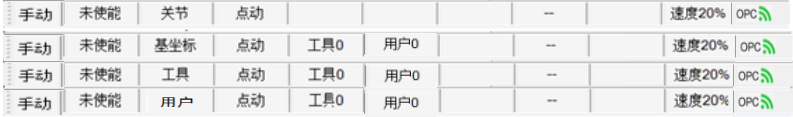 手动 未使能 关节 点动 -- 速度20% OPC
手动 未使能 基坐标 点动 工具0 用户0 -- 速度20% OPC
手动 未使能 工具 点动 工具0 用户0 -- 速度20% OPC
手动 未使能 用户 点动 工具0 用户0 -- 速度20% OPC